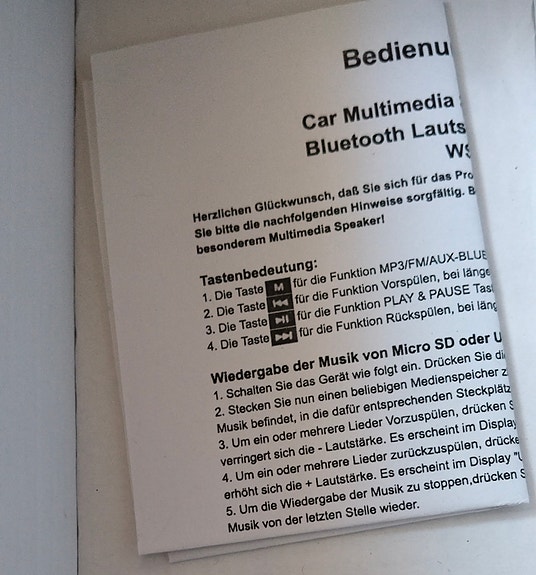 Bedienu
Car Multimedia
Bluetooth Lauts
WS
Herzlichen Glückwunsch, daß Sie sich für das Pro
Sie bitte die nachfolgenden Hinweise sorgfältig. B
besonderem Multimedia Speaker!
Tastenbedeutung:
1. Die Taste M für die Funktion MP3/FM/AUX-BLUE
2. Die Taste ⏮ für die Funktion Vorspülen, bei länge
3. Die Taste ⏯ für die Funktion PLAY & PAUSE Tas
4. Die Taste ⏭ für die Funktion Rückspülen, bei läng
Wiedergabe der Musik von Micro SD oder U
1. Schalten Sie das Gerät wie folgt ein. Drücken Sie di
2. Stecken Sie nun einen beliebigen Medienspeicher z
Musik befindet, in die dafür entsprechenden Steckplätz
3. Um ein oder mehrere Lieder Vorzuspülen, drücken S
verringert sich die - Lautstärke. Es erscheint im Display
4. Um ein oder mehrere Lieder zurückzuspülen, drücke
erhöht sich die + Lautstärke. Es erscheint im Display "U
5. Um die Wiedergabe der Musik zu stoppen,drücken S
Musik von der letzten Stelle wieder.